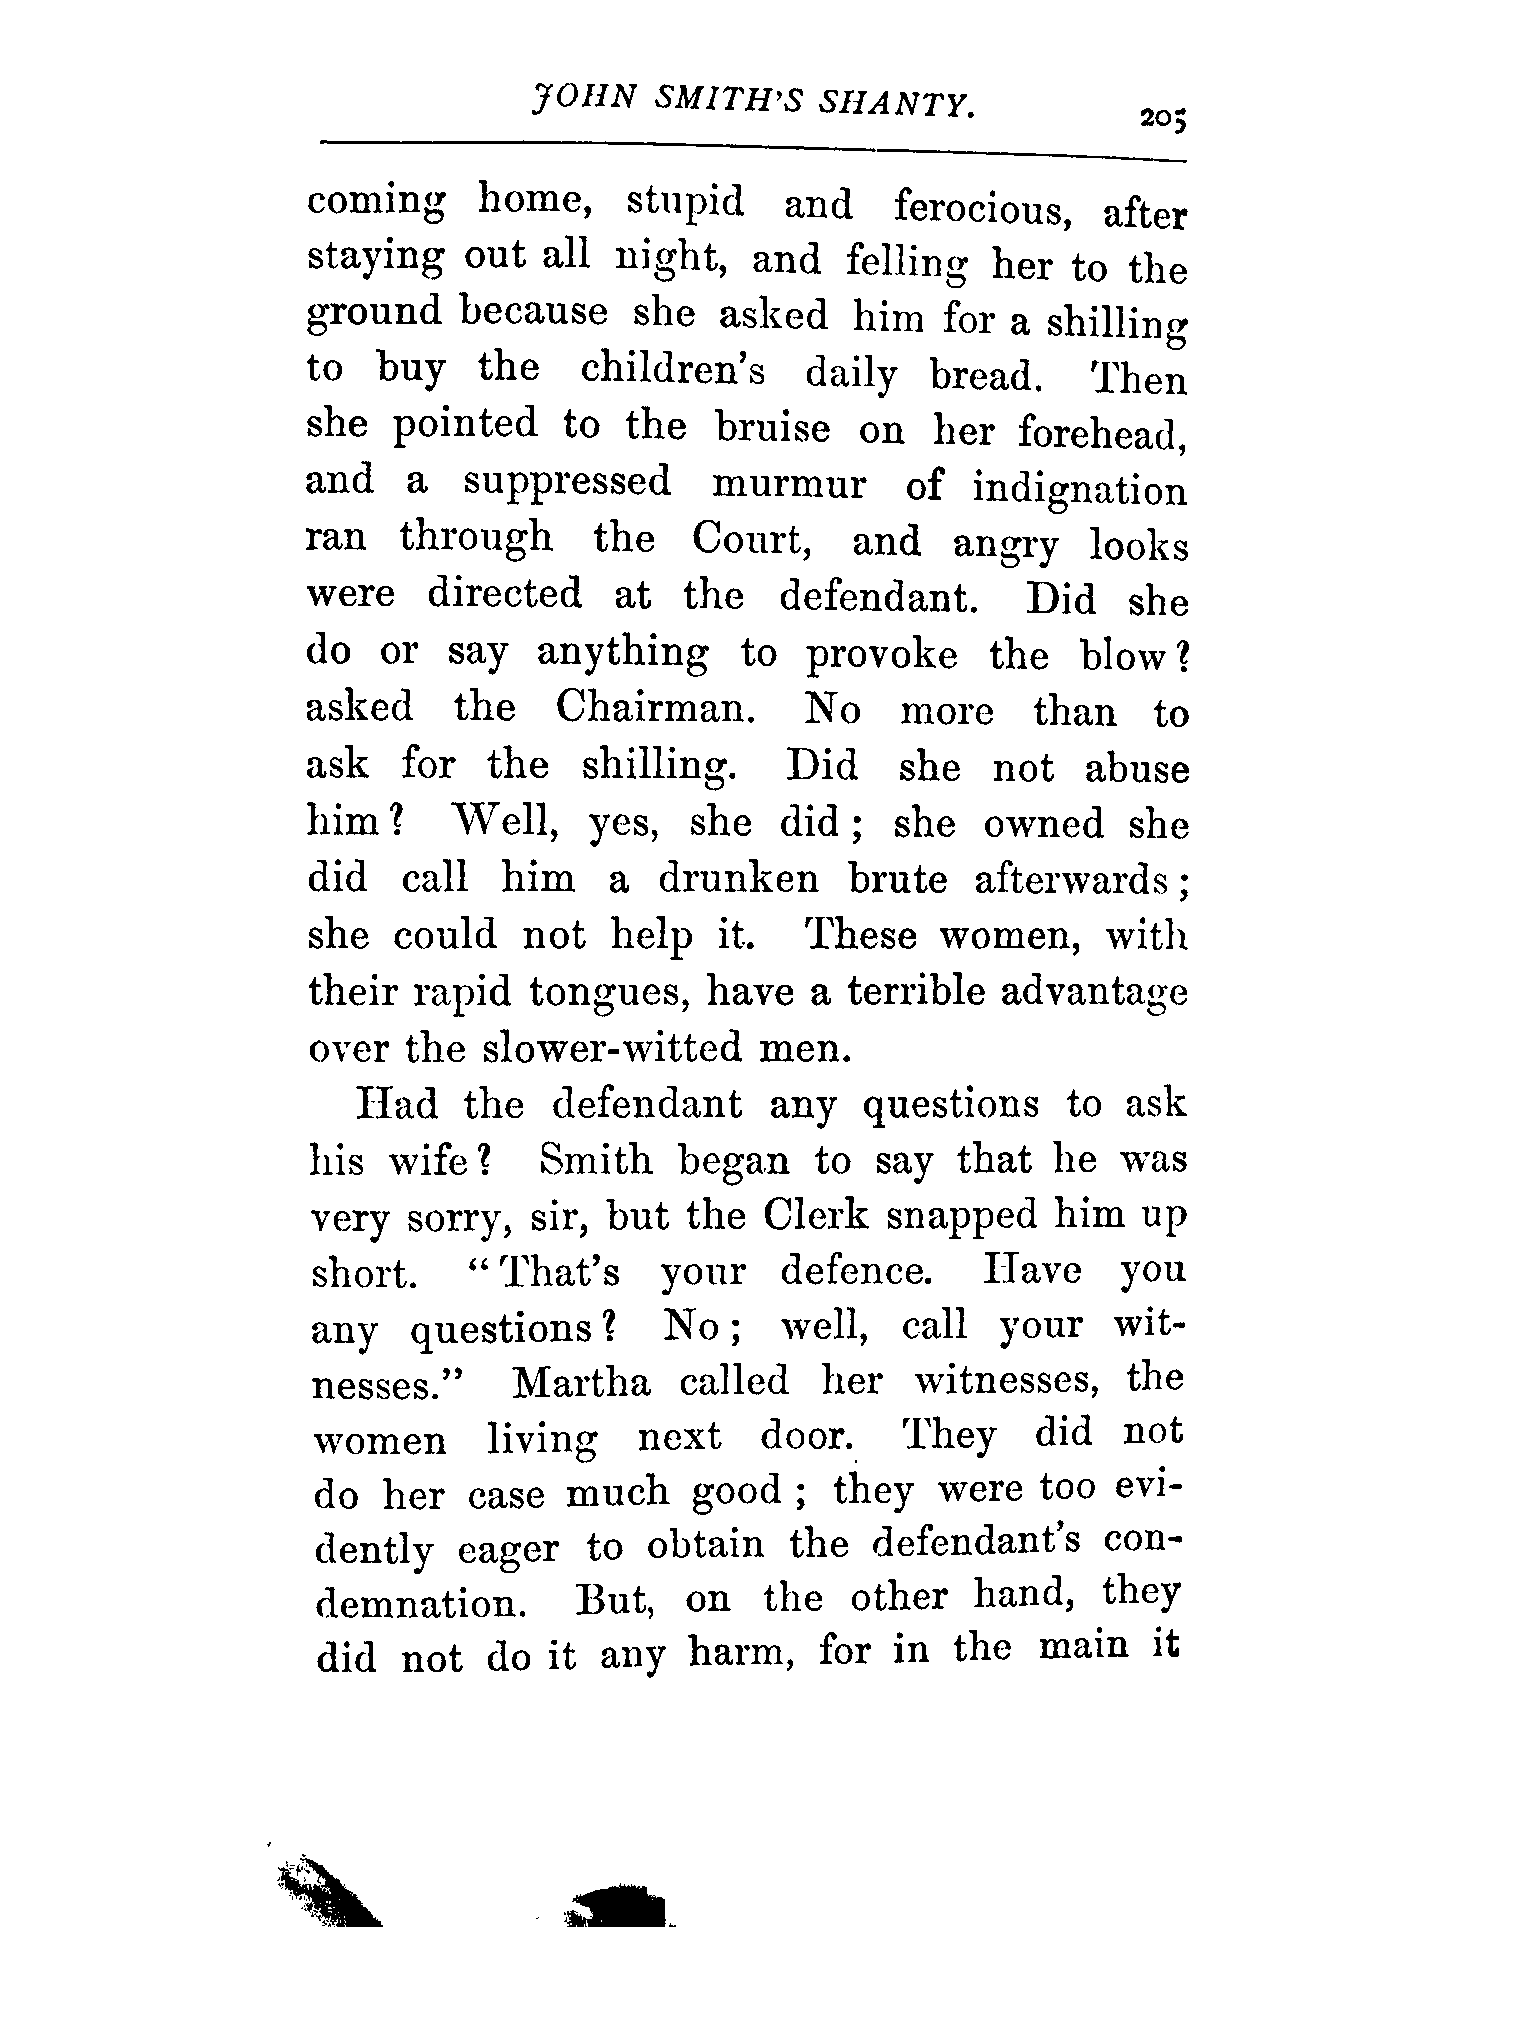 JOHN SMITH'S SHANTY. 205
coming home, stupid and ferocious, after
staying out all night, and felling her to the
ground because she asked him for a shilling
to buy the children's daily bread. Then
she pointed to the bruise on her forehead,
and a suppressed murmur of indignation
ran through the Court, and angry looks
were directed at the defendant. Did she
do or say anything to provoke the blow?
asked the Chairman. No more than to
ask for the shilling. Did she not abuse
him? Well, yes, she did; she owned she
did call him a drunken brute afterwards;
she could not help it. These women, with
their rapid tongues, have a terrible advantage
over the slower-witted men.
Had the defendant any questions to ask
his wife? Smith began to say that he was
very sorry, sir, but the Clerk snapped him up
short. "That's your defence. Have you
any questions? No; well, call your wit-
nesses." Martha called her witnesses, the
women living next door. They did not
do her case much good; they were too evi-
dently eager to obtain the defendant's con-
demnation. But, on the other hand, they
did not do it any harm, for in the main it